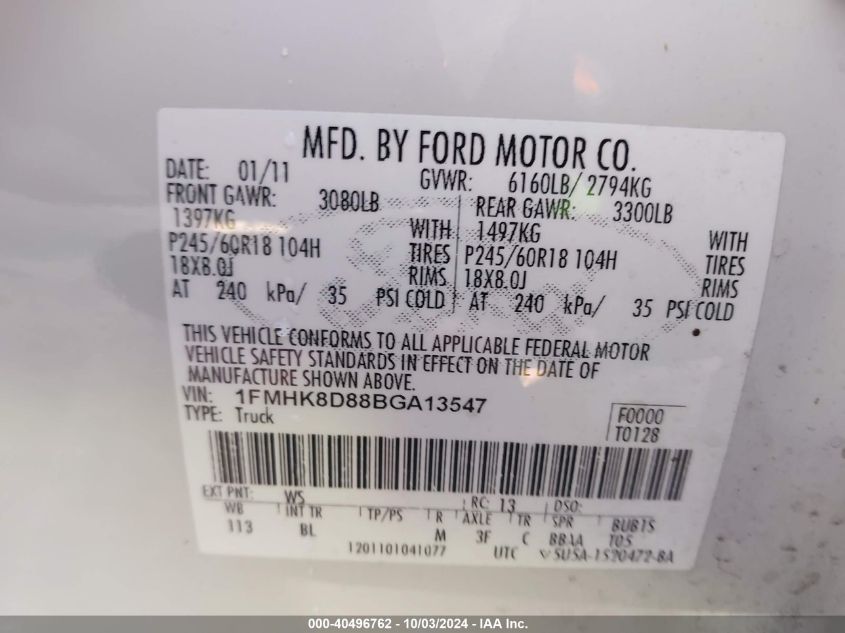 MFD. BY FORD MOTOR CO.
DATE: 01/11 GVWR: 6160LB/ 2794KG
FRONT GAWR: 3080LB REAR GAWR: 3300LB
1397KG WITH 1497KG WITH
P245/60R18 104H TIRES P245/60R18 104H TIRES
18X8.0J RIMS 18X8.0J RIMS
AT 240 kPa/ 35 PSI COLD AT 240 kPa/ 35 PSI COLD
THIS VEHICLE CONFORMS TO ALL APPLICABLE FEDERAL MOTOR
VEHICLE SAFETY STANDARDS IN EFFECT ON THE DATE OF
MANUFACTURE SHOWN ABOVE.
VIN: 1FMHK8D88BGA13547
TYPE: Truck
F0000
T0128
EXT PNT: WS RC: 13 DSO:
WB INT TR TP/PS R AXLE TR SPR BUBTS
113 BL M 3F C BBAA T05
1201101041077 UTC 5U5A-1520472-BA
000-40496762 - 10/03/2024 - IAA Inc.